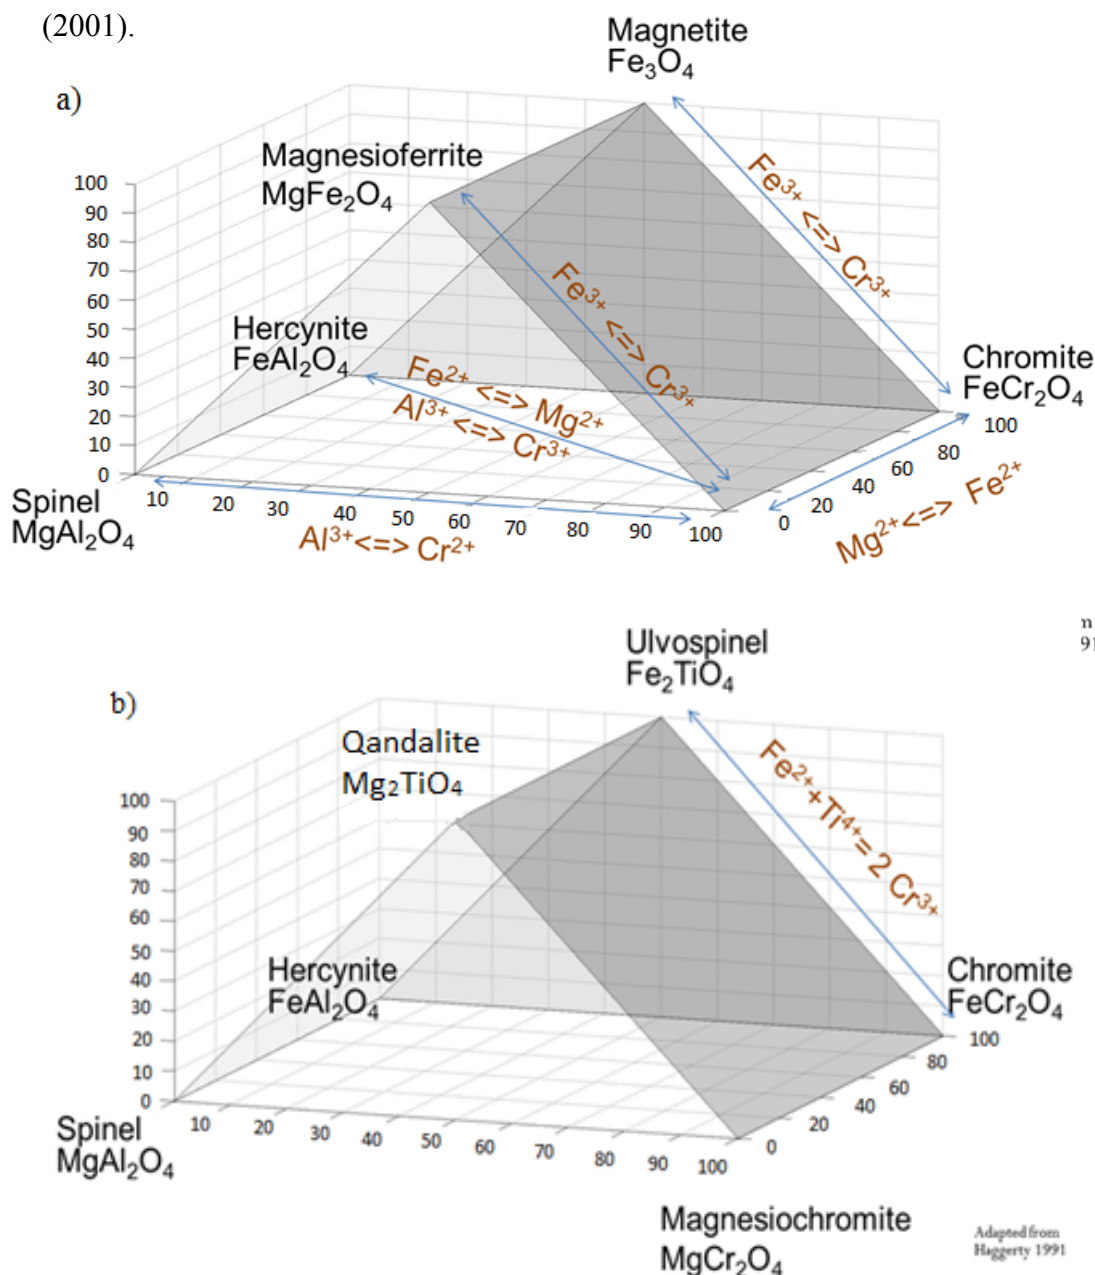 (2001).
a)
Magnetite
Fe₃O₄
Magnesioferrite
MgFe₂O₄
Fe³⁺ <=> Cr³⁺
100
90
80
70
60
50
40
30
20
10
0
Fe³⁺ <=> Cr³⁺
Hercynite
FeAl₂O₄
Fe²⁺ <=> Mg²⁺
Al³⁺ <=> Cr³⁺
Chromite
FeCr₂O₄
100
80
60
40
20
0
Mg²⁺<=> Fe²⁺
Spinel
MgAl₂O₄
10 20 30 40 50 60 70 80 90 100
Al³⁺<=> Cr²⁺
n
91
b)
Ulvospinel
Fe₂TiO₄
Qandalite
Mg₂TiO₄
Fe²⁺+Ti⁴⁺= 2 Cr³⁺
100
90
80
70
60
50
40
30
20
10
0
Hercynite
FeAl₂O₄
Chromite
FeCr₂O₄
100
80
60
40
20
0
Spinel
MgAl₂O₄
10 20 30 40 50 60 70 80 90 100
Magnesiochromite
MgCr₂O₄
Adapted from
Haggerty 1991